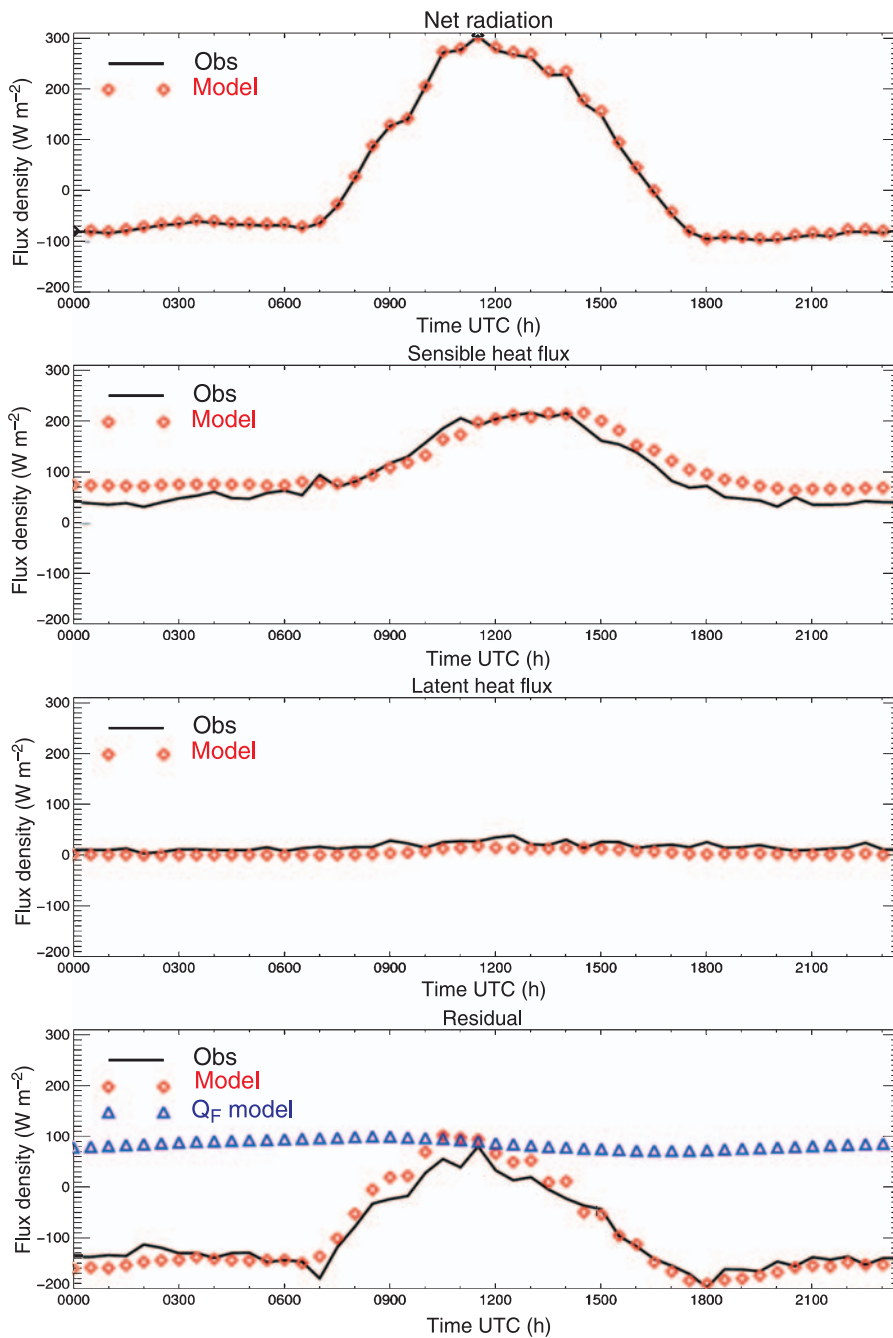 Net radiation
300
200
100
0
−100
−200
Flux density (W m−2)
Obs
Model
0000 0300 0600 0900 1200 1500 1800 2100
Time UTC (h)
Sensible heat flux
300
200
100
0
−100
−200
Flux density (W m−2)
Obs
Model
0000 0300 0600 0900 1200 1500 1800 2100
Time UTC (h)
Latent heat flux
300
200
100
0
−100
−200
Flux density (W m−2)
Obs
Model
0000 0300 0600 0900 1200 1500 1800 2100
Time UTC (h)
Residual
300
200
100
0
−100
−200
Flux density (W m−2)
Obs
Model
QF model
0000 0300 0600 0900 1200 1500 1800 2100
Time UTC (h)